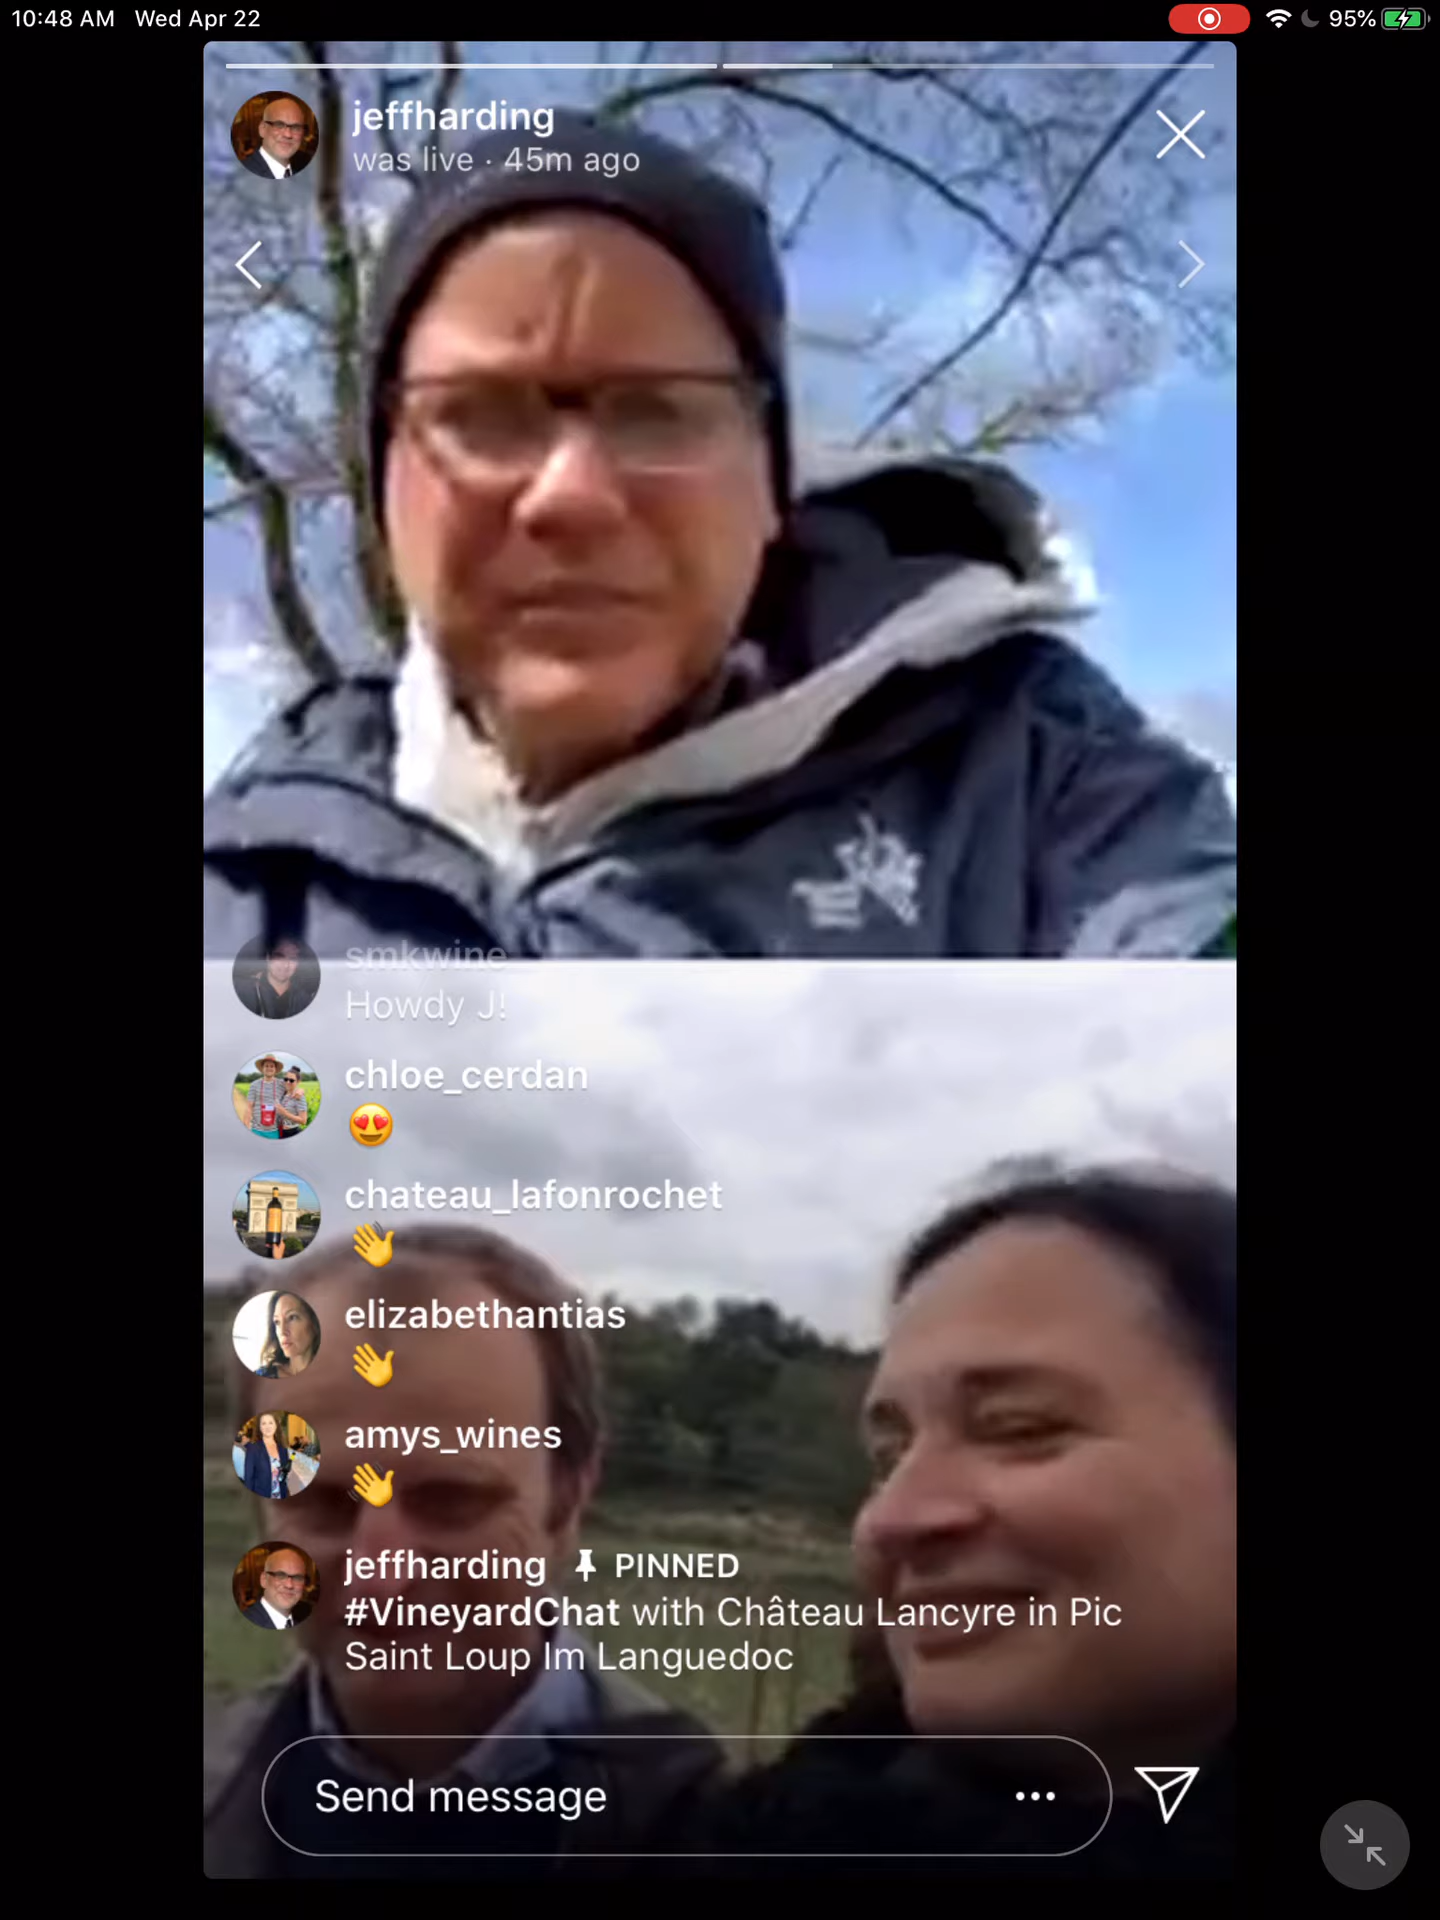 10:48 AM Wed Apr 22
95%
jeffharding
was live · 45m ago
smkwine
Howdy J!
chloe_cerdan
😍
chateau_lafonrochet
👋
elizabethantias
👋
amys_wines
👋
jeffharding 📌 PINNED
#VineyardChat with Château Lancyre in Pic
Saint Loup Im Languedoc
Send message